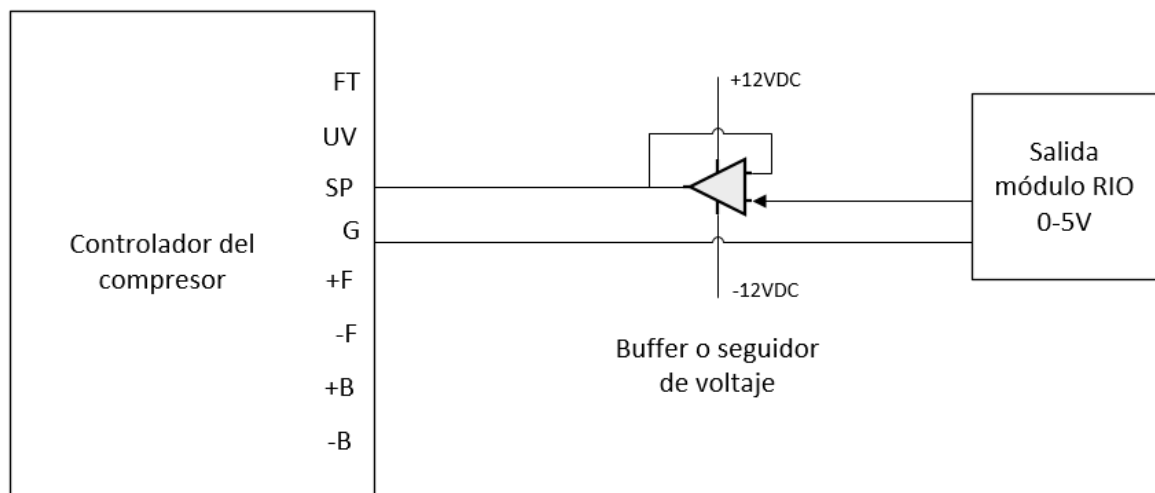 FT
UV
SP
G
+F
-F
+B
-B
Controlador del
compresor
+12VDC
-12VDC
Buffer o seguidor
de voltaje
Salida
módulo RIO
0-5V